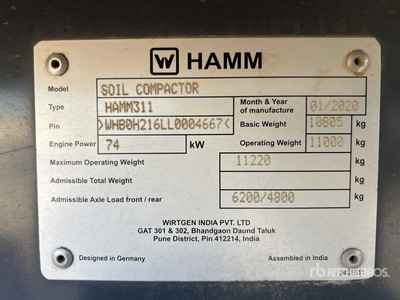 W HAMM
Model SOIL COMPACTOR
Type HAMM311 Month & Year of manufacture 01/2020
Pin >WHB0H216LL0004667< Basic Weight 10805 kg
Engine Power 74 kW Operating Weight 11000 kg
Maximum Operating Weight 11220 kg
Admissible Total Weight kg
Admissible Axle Load front / rear 6200/4800 kg
WIRTGEN INDIA PVT. LTD
GAT 301 & 302, Bhandgaon Daund Taluk
Pune District, Pin 412214, India
Designed in Germany Assembled in India